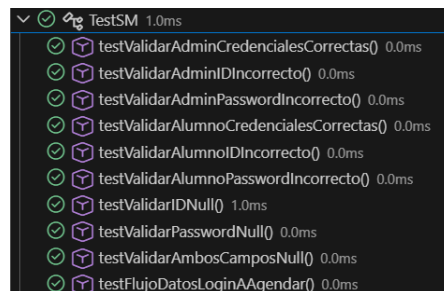 TestSM 1.0ms
testValidarAdminCredencialesCorrectas() 0.0ms
testValidarAdminIDIncorrecto() 0.0ms
testValidarAdminPasswordIncorrecto() 0.0ms
testValidarAlumnoCredencialesCorrectas() 0.0ms
testValidarAlumnoIDIncorrecto() 0.0ms
testValidarAlumnoPasswordIncorrecto() 0.0ms
testValidarIDNull() 1.0ms
testValidarPasswordNull() 0.0ms
testValidarAmbosCamposNull() 0.0ms
testFlujoDatosLoginAAgendar() 0.0ms